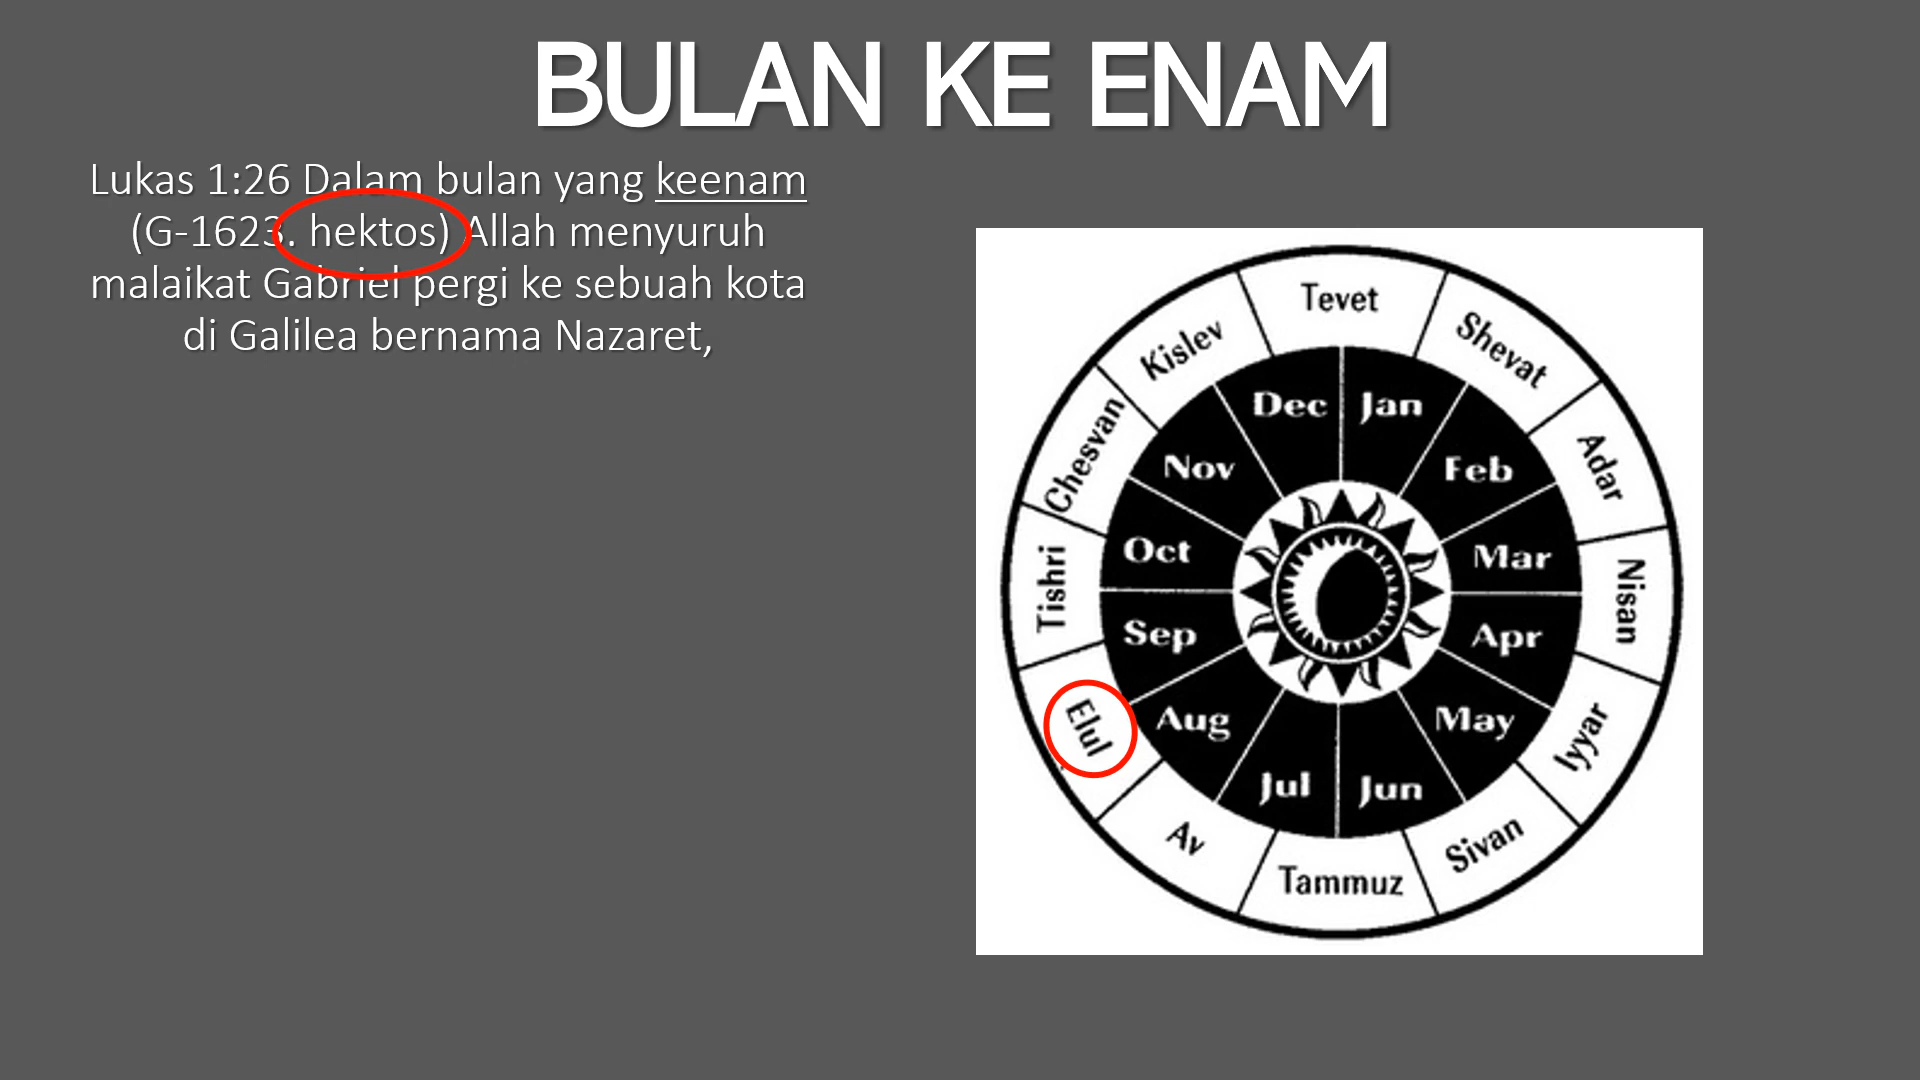 BULAN KE ENAM
Lukas 1:26 Dalam bulan yang keenam
(G-1623. hektos) Allah menyuruh
malaikat Gabriel pergi ke sebuah kota
di Galilea bernama Nazaret,
Tevet
Shevat
Adar
Nisan
Iyyar
Sivan
Tammuz
Av
Elul
Tishri
Chesvan
Kislev
Jan
Feb
Mar
Apr
May
Jun
Jul
Aug
Sep
Oct
Nov
Dec